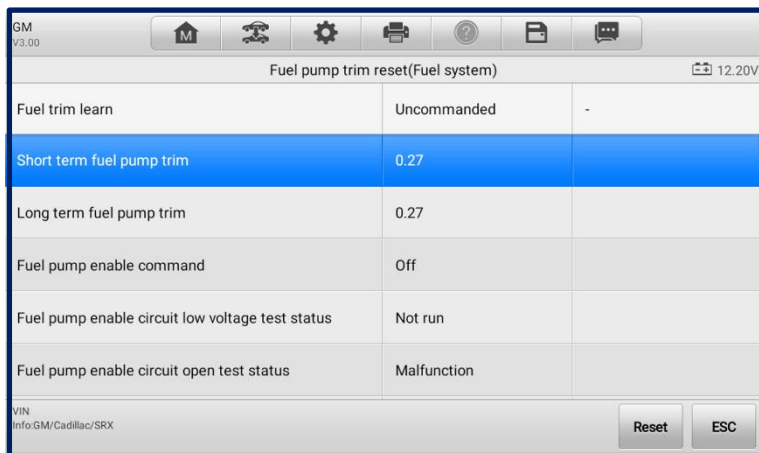 GM
V3.00
M
?
Fuel pump trim reset(Fuel system)
12.20V
Fuel trim learn Uncommanded -
Short term fuel pump trim 0.27
Long term fuel pump trim 0.27
Fuel pump enable command Off
Fuel pump enable circuit low voltage test status Not run
Fuel pump enable circuit open test status Malfunction
VIN
Info:GM/Cadillac/SRX
Reset ESC